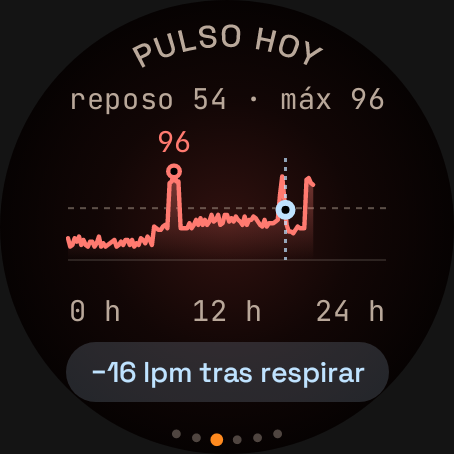 PULSO HOY
reposo 54 · máx 96
96
0 h 12 h 24 h
−16 lpm tras respirar